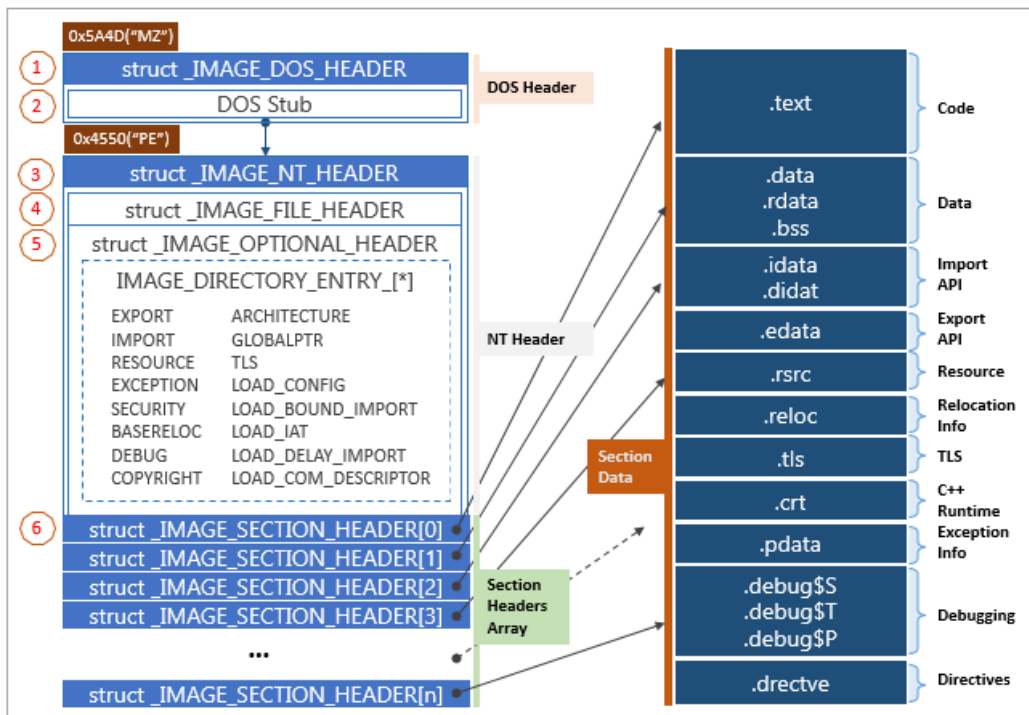 0x5A4D("MZ")
1
struct _IMAGE_DOS_HEADER
2
DOS Stub
DOS Header
0x4550("PE")
3
struct _IMAGE_NT_HEADER
4
struct _IMAGE_FILE_HEADER
5
struct _IMAGE_OPTIONAL_HEADER
IMAGE_DIRECTORY_ENTRY_[*]
EXPORT ARCHITECTURE
IMPORT GLOBALPTR
RESOURCE TLS
EXCEPTION LOAD_CONFIG
SECURITY LOAD_BOUND_IMPORT
BASERELOC LOAD_IAT
DEBUG LOAD_DELAY_IMPORT
COPYRIGHT LOAD_COM_DESCRIPTOR
NT Header
6
struct _IMAGE_SECTION_HEADER[0]
struct _IMAGE_SECTION_HEADER[1]
struct _IMAGE_SECTION_HEADER[2]
struct _IMAGE_SECTION_HEADER[3]
...
struct _IMAGE_SECTION_HEADER[n]
Section
Headers
Array
Section
Data
.text
Code
.data
.rdata
.bss
Data
.idata
.didat
Import
API
.edata
Export
API
.rsrc
Resource
.reloc
Relocation
Info
.tls
TLS
.crt
C++
Runtime
.pdata
Exception
Info
.debug$S
.debug$T
.debug$P
Debugging
.drectve
Directives